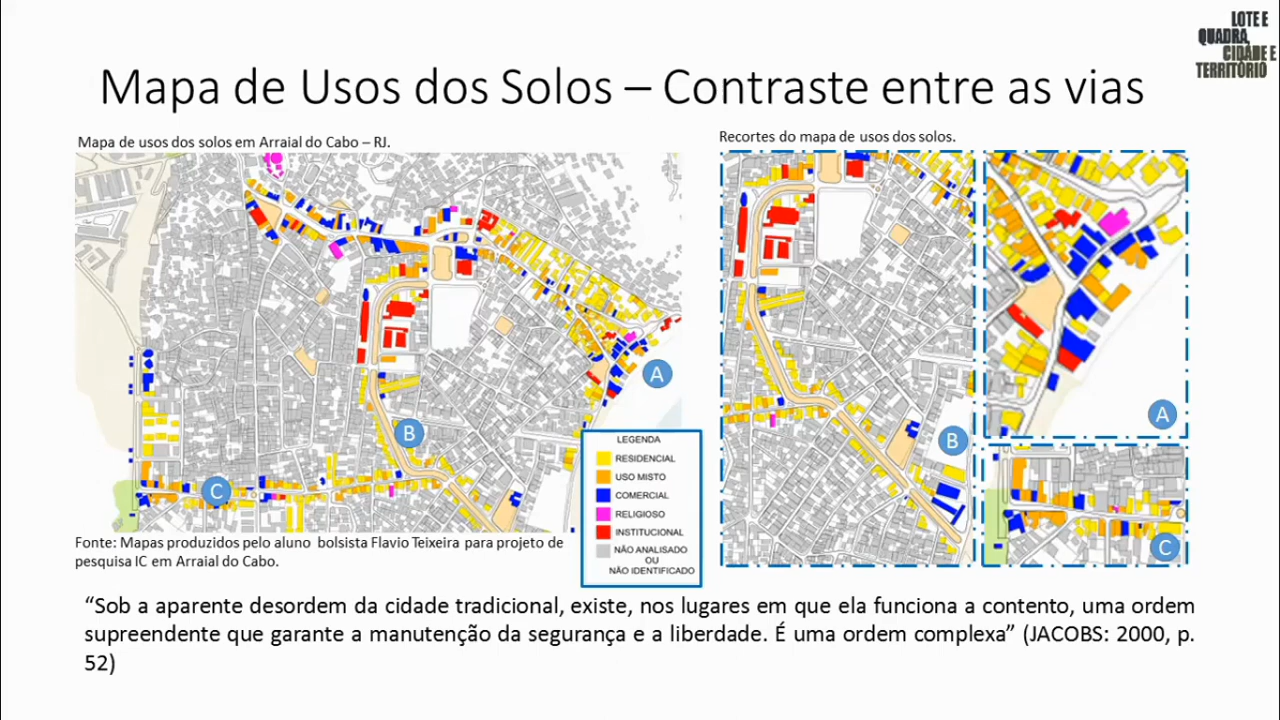 LOTE E
QUADRA,
CIDADE E
TERRITÓRIO
Mapa de Usos dos Solos – Contraste entre as vias
Mapa de usos dos solos em Arraial do Cabo – RJ.
A
B
C
LEGENDA
RESIDENCIAL
USO MISTO
COMERCIAL
RELIGIOSO
INSTITUCIONAL
NÃO ANALISADO
OU
NÃO IDENTIFICADO
Fonte: Mapas produzidos pelo aluno bolsista Flavio Teixeira para projeto de
pesquisa IC em Arraial do Cabo.
Recortes do mapa de usos dos solos.
B
A
C
“Sob a aparente desordem da cidade tradicional, existe, nos lugares em que ela funciona a contento, uma ordem
supreendente que garante a manutenção da segurança e a liberdade. É uma ordem complexa” (JACOBS: 2000, p.
52)